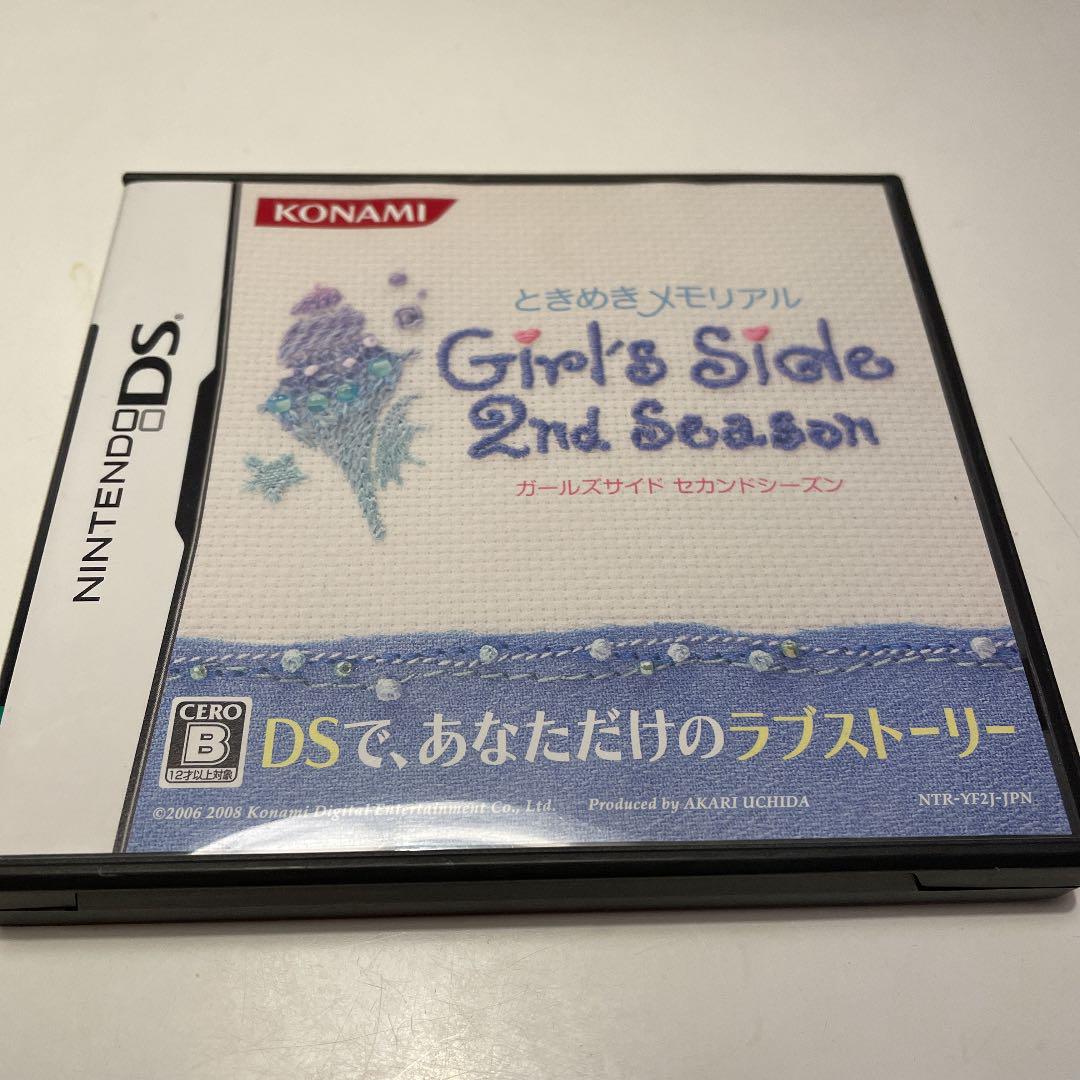 NINTENDO DS®
KONAMI
ときめきメモリアル
Girl's Side
2nd Season
ガールズサイド セカンドシーズン
CERO
B
12才以上対象
DSで、あなただけのラブストーリー
©2006 2008 Konami Digital Entertainment Co., Ltd.
Produced by AKARI UCHIDA
NTR-YF2J-JPN